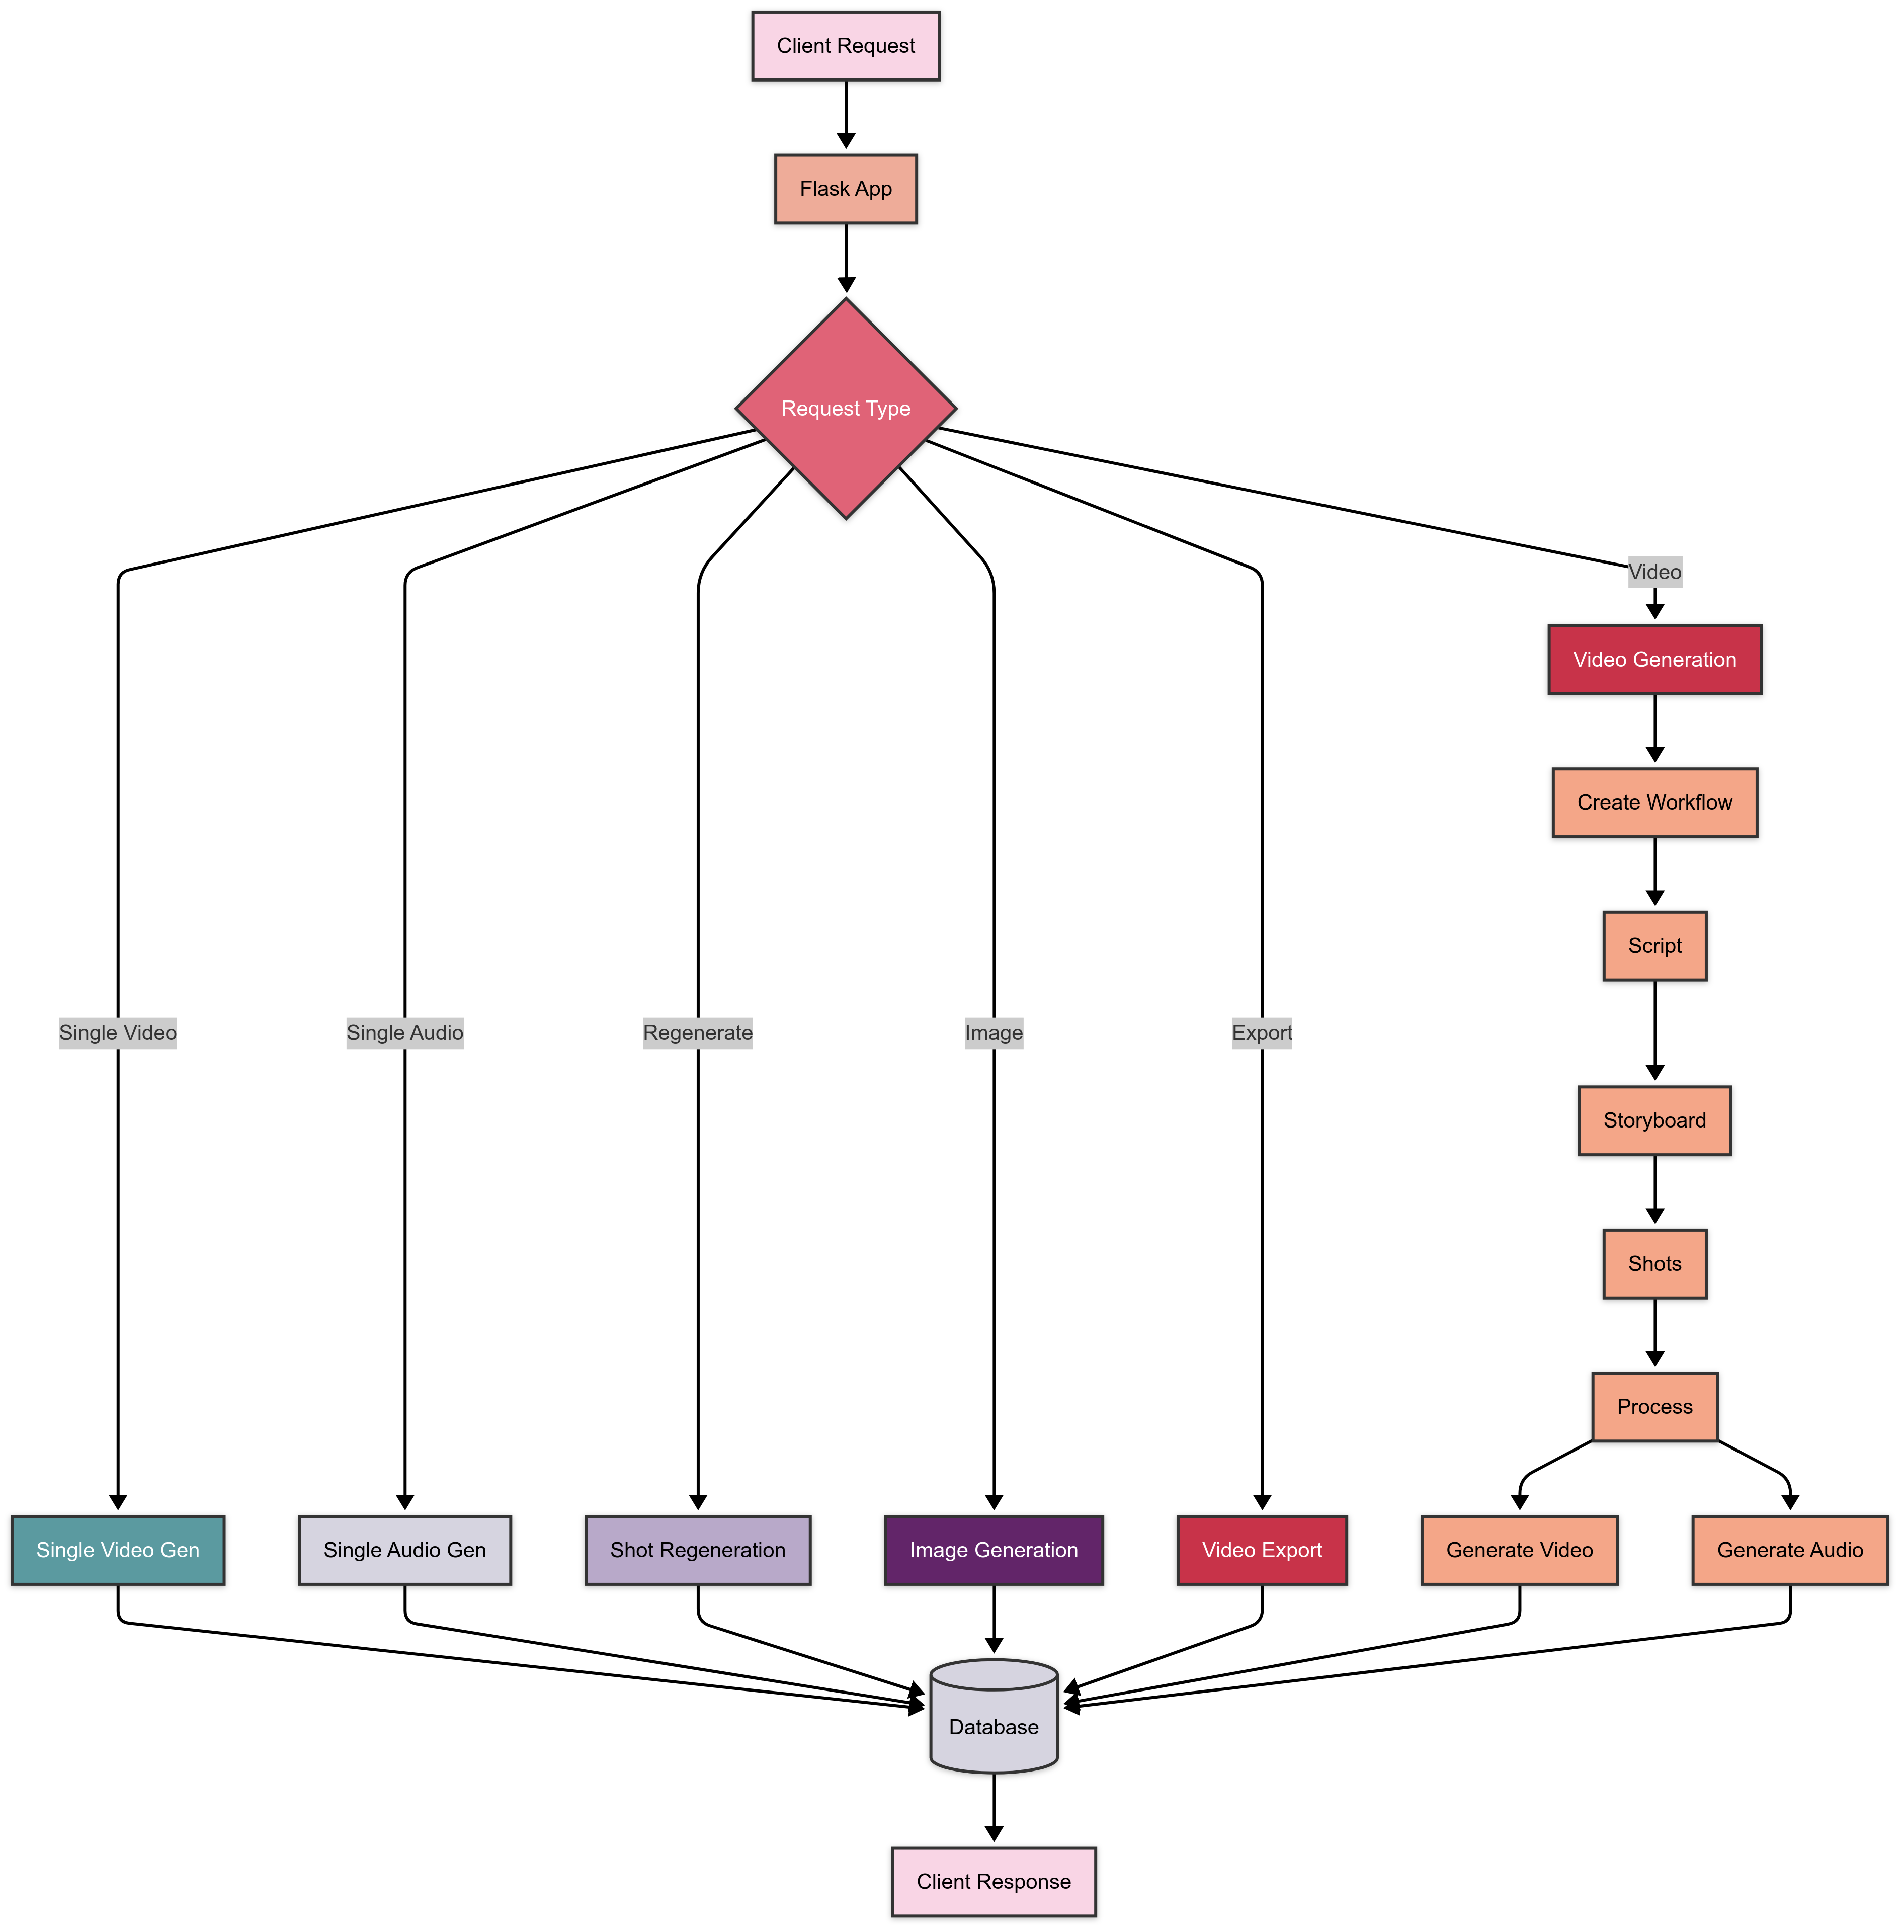 Client Request
Flask App
Request Type
Video
Video Generation
Create Workflow
Script
Single Video
Single Audio
Regenerate
Image
Export
Storyboard
Shots
Process
Single Video Gen
Single Audio Gen
Shot Regeneration
Image Generation
Video Export
Generate Video
Generate Audio
Database
Client Response